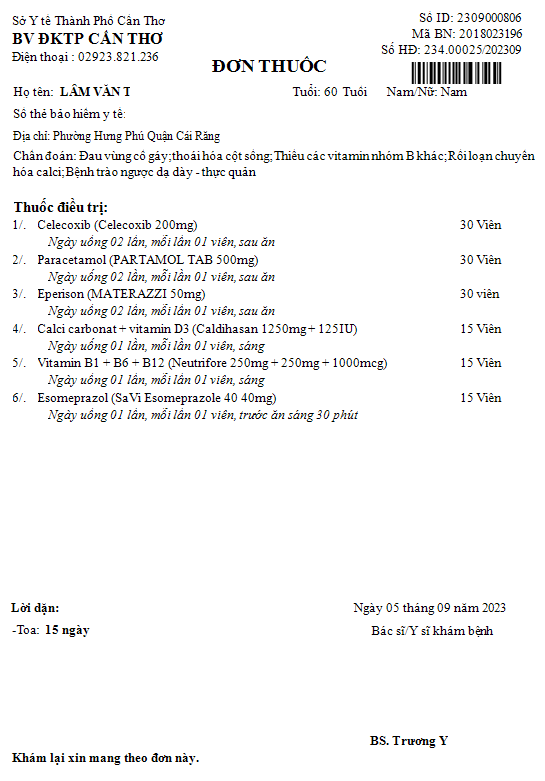 Sở Y tế Thành Phố Cần Thơ
BV ĐKTP CẦN THƠ
Điện thoại : 02923.821.236
Số ID: 2309000806
Mã BN: 2018023196
Số HĐ: 234.00025/202309
ĐƠN THUỐC
Họ tên: LÂM VĂN T
Tuổi: 60 Tuổi Nam/Nữ: Nam
Số thẻ bảo hiểm y tế:
Địa chỉ: Phường Hưng Phú Quận Cái Răng
Chẩn đoán: Đau vùng cổ gáy;thoái hóa cột sống;Thiếu các vitamin nhóm B khác;Rối loạn chuyển
hóa calci;Bệnh trào ngược dạ dày - thực quản
Thuốc điều trị:
1/. Celecoxib (Celecoxib 200mg) 30 Viên
Ngày uống 02 lần, mỗi lần 01 viên, sau ăn
2/. Paracetamol (PARTAMOL TAB 500mg) 30 Viên
Ngày uống 02 lần, mỗi lần 01 viên, sau ăn
3/. Eperison (MATERAZZI 50mg) 30 viên
Ngày uống 02 lần, mỗi lần 01 viên, sau ăn
4/. Calci carbonat + vitamin D3 (Caldihasan 1250mg + 125IU) 15 Viên
Ngày uống 01 lần, mỗi lần 01 viên, sáng
5/. Vitamin B1 + B6 + B12 (Neutrifore 250mg + 250mg + 1000mcg) 15 Viên
Ngày uống 01 lần, mỗi lần 01 viên, sáng
6/. Esomeprazol (SaVi Esomeprazole 40 40mg) 15 Viên
Ngày uống 01 lần, mỗi lần 01 viên, trước ăn sáng 30 phút
Lời dặn:
-Toa: 15 ngày
Ngày 05 tháng 09 năm 2023
Bác sĩ/Y sĩ khám bệnh
BS. Trương Y
Khám lại xin mang theo đơn này.